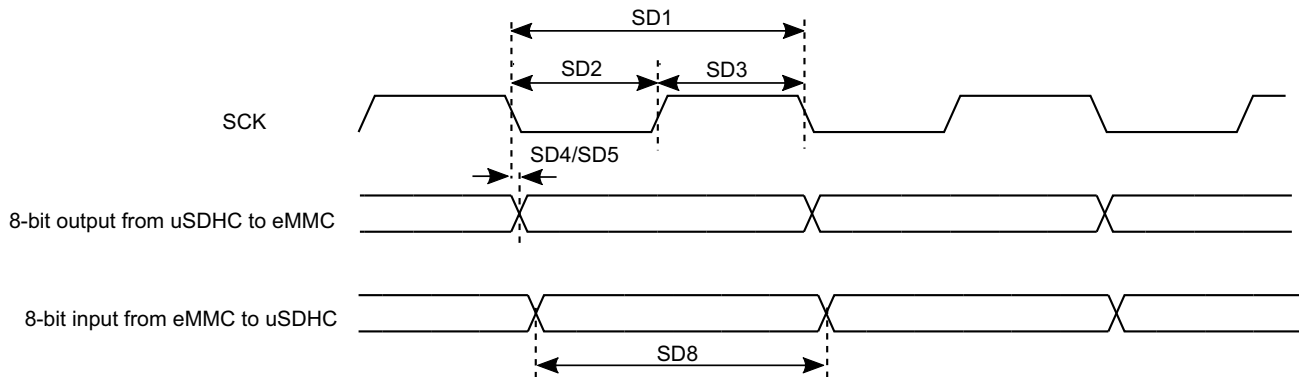 SD1
SD2
SD3
SCK
SD4/SD5
8-bit output from uSDHC to eMMC
8-bit input from eMMC to uSDHC
SD8